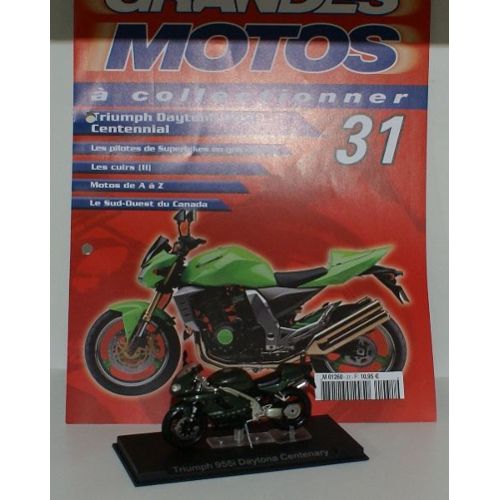 GRANDES
MOTOS
à collectionner
Triumph Daytona
Centennial
31
Les pilotes de Superbikes en
Les cuirs (II)
Motos de A à Z
Le Sud-Ouest du Canada
Triumph 955i Daytona Centenary